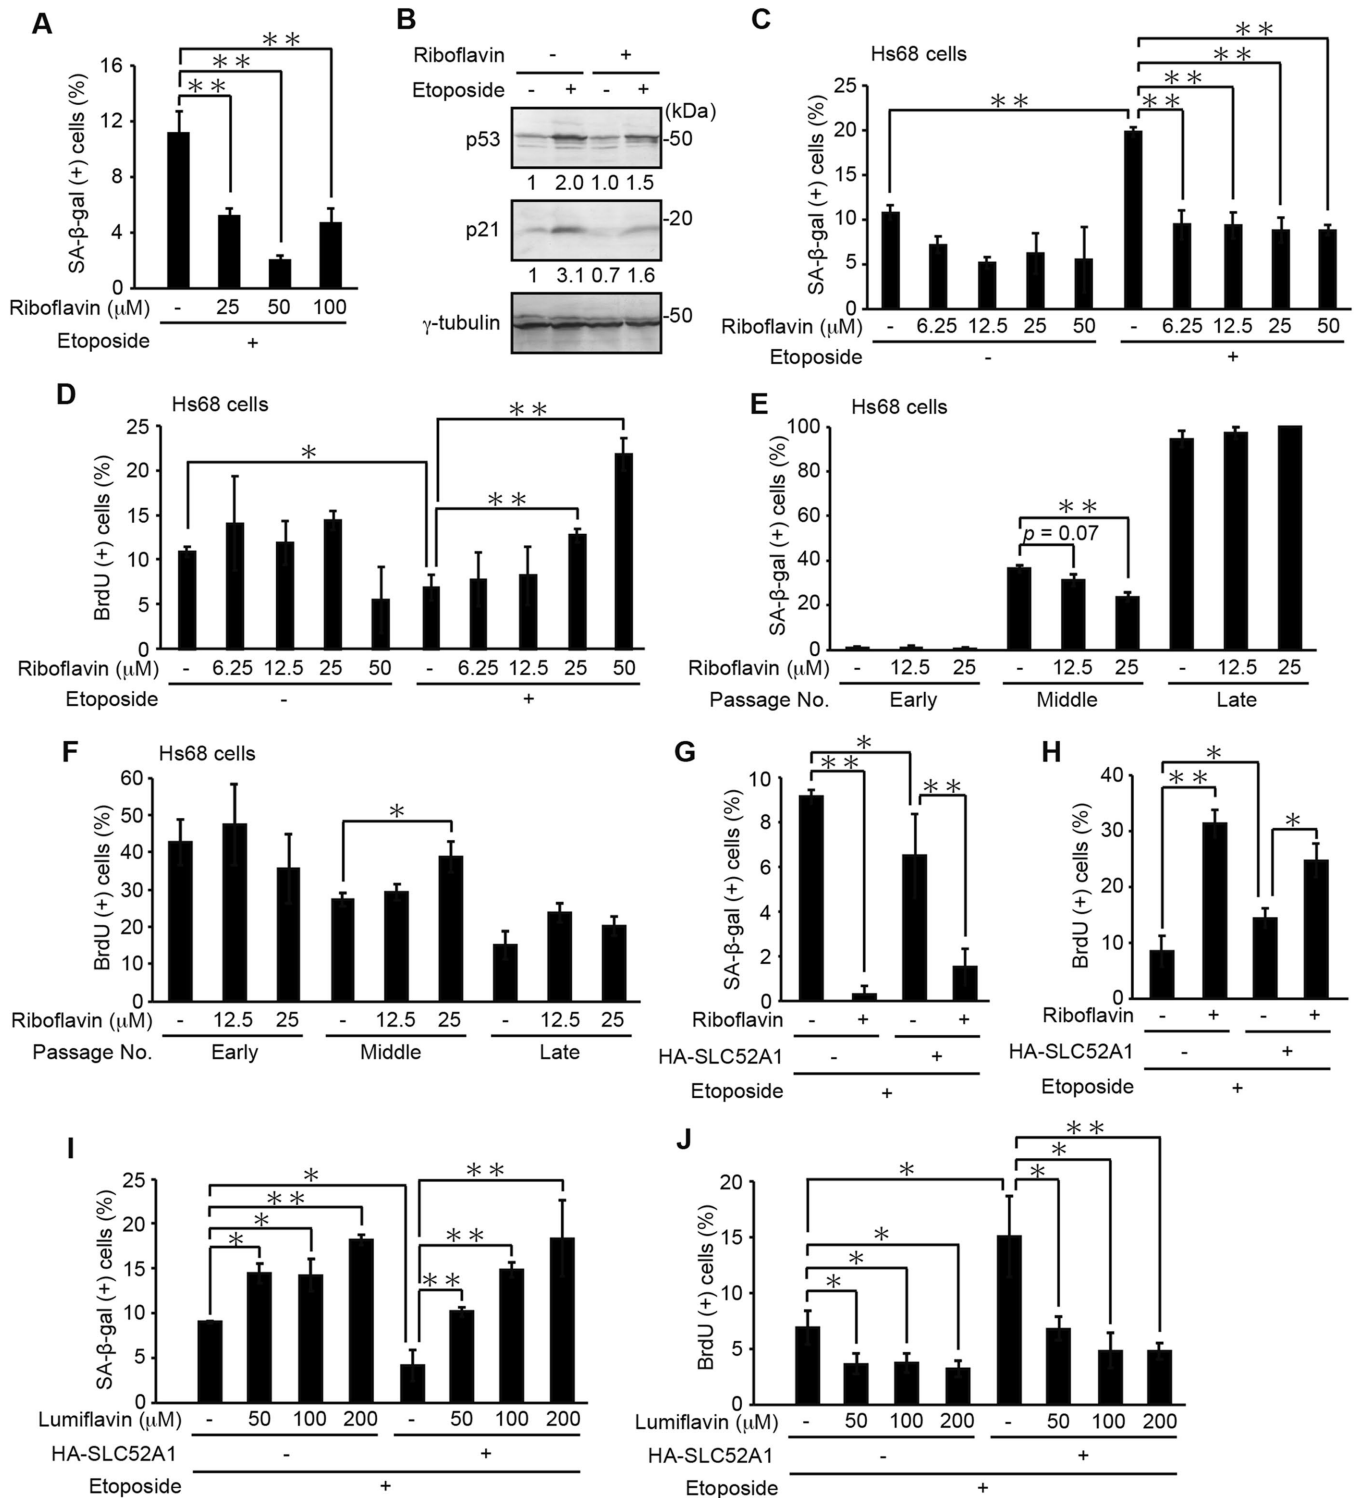 A
16
12
8
4
0
SA-β-gal (+) cells (%)
* *
* *
* *
Riboflavin (μM) - 25 50 100
Etoposide +
B
Riboflavin - +
Etoposide - + - +
(kDa)
p53 -50
1 2.0 1.0 1.5
p21 -20
1 3.1 0.7 1.6
γ-tubulin -50
C
Hs68 cells
25
20
15
10
5
0
SA-β-gal (+) cells (%)
* *
* *
* *
* *
* *
Riboflavin (μM) - 6.25 12.5 25 50 - 6.25 12.5 25 50
Etoposide - +
D
Hs68 cells
25
20
15
10
5
0
BrdU (+) cells (%)
* *
*
* *
Riboflavin (μM) - 6.25 12.5 25 50 - 6.25 12.5 25 50
Etoposide - +
E
Hs68 cells
100
80
60
40
20
0
SA-β-gal (+) cells (%)
* *
p = 0.07
Riboflavin (μM) - 12.5 25 - 12.5 25 - 12.5 25
Passage No. Early Middle Late
F
Hs68 cells
60
50
40
30
20
10
0
BrdU (+) cells (%)
*
Riboflavin (μM) - 12.5 25 - 12.5 25 - 12.5 25
Passage No. Early Middle Late
G
10
8
6
4
2
0
SA-β-gal (+) cells (%)
*
* *
* *
Riboflavin - + - +
HA-SLC52A1 - +
Etoposide +
H
40
30
20
10
0
BrdU (+) cells (%)
*
* *
*
Riboflavin - + - +
HA-SLC52A1 - +
Etoposide +
I
25
20
15
10
5
0
SA-β-gal (+) cells (%)
*
* *
*
*
* *
* *
* *
Lumiflavin (μM) - 50 100 200 - 50 100 200
HA-SLC52A1 - +
Etoposide +
J
20
15
10
5
0
BrdU (+) cells (%)
*
*
*
*
* *
*
*
Lumiflavin (μM) - 50 100 200 - 50 100 200
HA-SLC52A1 - +
Etoposide +